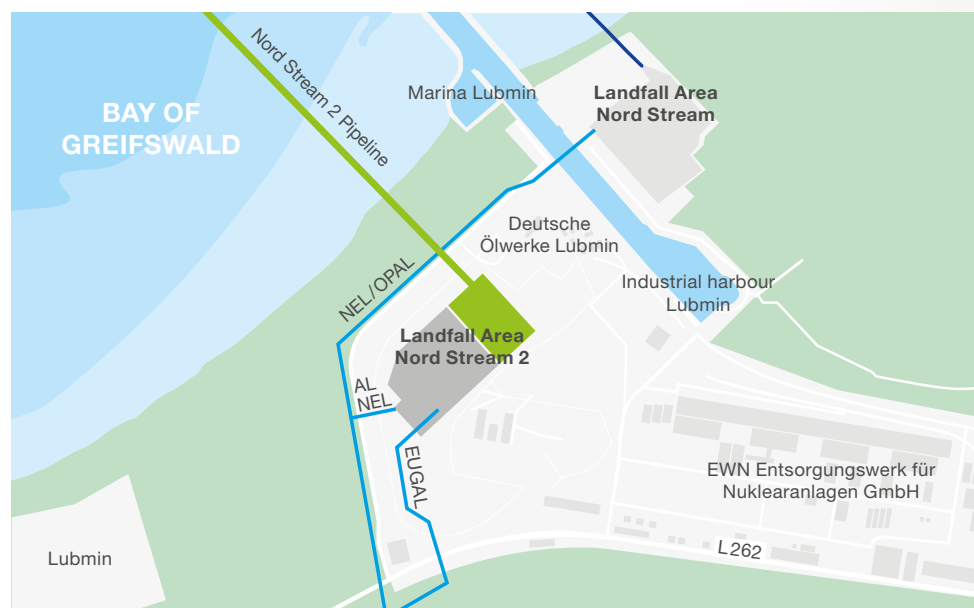 Nord Stream 2 Pipeline
BAY OF
GREIFSWALD
Marina Lubmin
Landfall Area
Nord Stream
Deutsche
Ölwerke Lubmin
Industrial harbour
Lubmin
NEL/OPAL
Landfall Area
Nord Stream 2
AL
NEL
EUGAL
EWN Entsorgungswerk für
Nuklearanlagen GmbH
L262
Lubmin